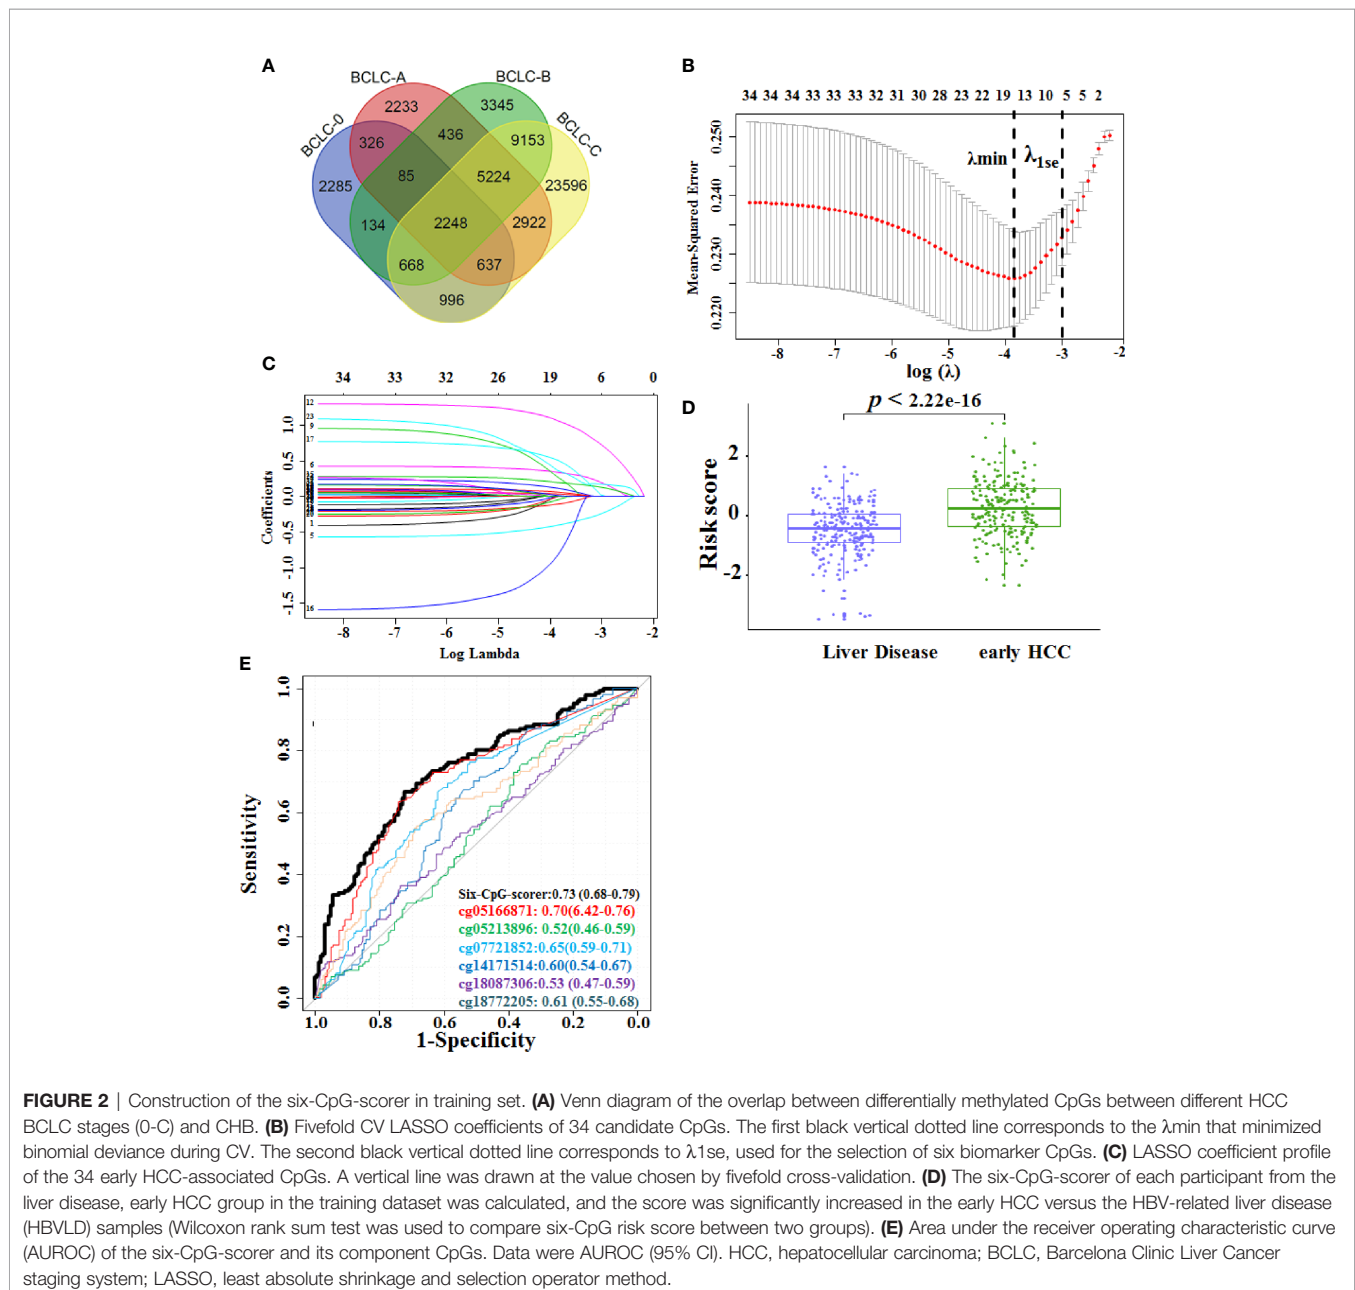 A
BCLC-A
BCLC-B
BCLC-0
BCLC-C
2233
3345
326
436
9153
2285
85
5224
23596
134
2248
2922
668
637
996
B
34 34 34 33 33 33 32 31 30 28 23 22 19 13 10 5 5 2
Mean-Squared Error
0.250
0.240
0.230
0.220
λmin
λ1se
-8 -7 -6 -5 -4 -3 -2
log (λ)
C
34 33 32 26 19 6 0
Coefficients
1.0
0.5
0.0
-0.5
-1.0
-1.5
12
23
9
17
6
1
5
16
-8 -7 -6 -5 -4 -3 -2
Log Lambda
D
p < 2.22e-16
Risk score
2
0
-2
Liver Disease early HCC
E
Sensitivity
1.0
0.8
0.6
0.4
0.2
0.0
Six-CpG-scorer:0.73 (0.68-0.79)
cg05166871: 0.70(6.42-0.76)
cg05213896: 0.52(0.46-0.59)
cg07721852:0.65(0.59-0.71)
cg14171514:0.60(0.54-0.67)
cg18087306:0.53 (0.47-0.59)
cg18772205: 0.61 (0.55-0.68)
1.0 0.8 0.6 0.4 0.2 0.0
1-Specificity
FIGURE 2 | Construction of the six-CpG-scorer in training set. (A) Venn diagram of the overlap between differentially methylated CpGs between different HCC
BCLC stages (0-C) and CHB. (B) Fivefold CV LASSO coefficients of 34 candidate CpGs. The first black vertical dotted line corresponds to the λmin that minimized
binomial deviance during CV. The second black vertical dotted line corresponds to λ1se, used for the selection of six biomarker CpGs. (C) LASSO coefficient profile
of the 34 early HCC-associated CpGs. A vertical line was drawn at the value chosen by fivefold cross-validation. (D) The six-CpG-scorer of each participant from the
liver disease, early HCC group in the training dataset was calculated, and the score was significantly increased in the early HCC versus the HBV-related liver disease
(HBVLD) samples (Wilcoxon rank sum test was used to compare six-CpG risk score between two groups). (E) Area under the receiver operating characteristic curve
(AUROC) of the six-CpG-scorer and its component CpGs. Data were AUROC (95% CI). HCC, hepatocellular carcinoma; BCLC, Barcelona Clinic Liver Cancer
staging system; LASSO, least absolute shrinkage and selection operator method.